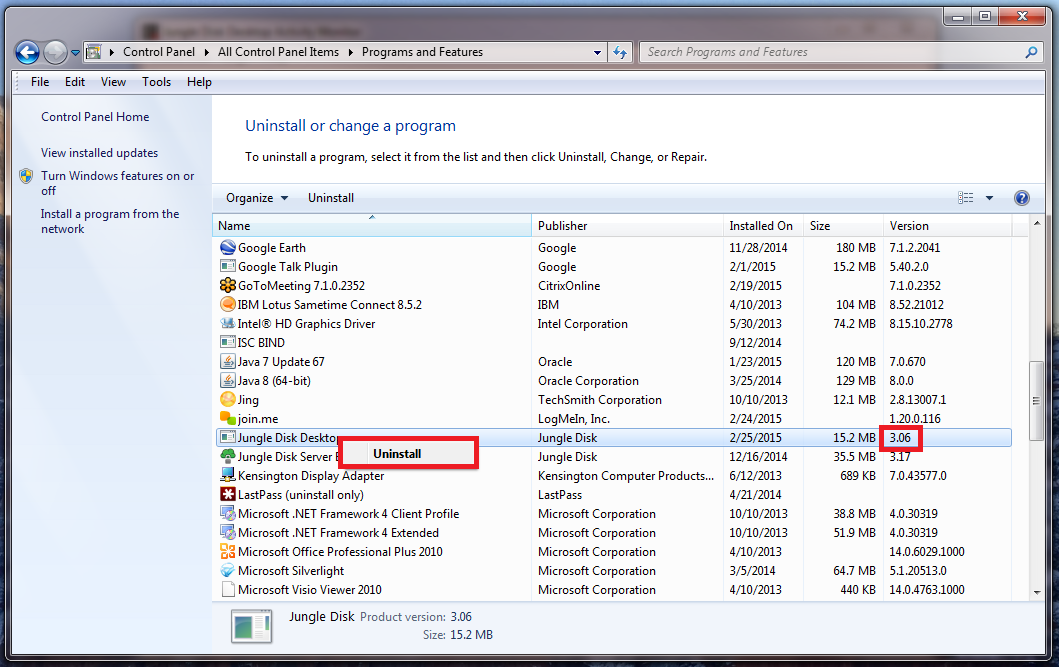 Jungle Disk Desktop Activity Monitor
Control Panel All Control Panel Items Programs and Features Search Programs and Features
File Edit View Tools Help
Control Panel Home
View installed updates
Turn Windows features on or
off
Install a program from the
network
Uninstall or change a program
To uninstall a program, select it from the list and then click Uninstall, Change, or Repair.
Organize Uninstall
Name Publisher Installed On Size Version
Google Earth Google 11/28/2014 180 MB 7.1.2.2041
Google Talk Plugin Google 2/1/2015 15.2 MB 5.40.2.0
GoToMeeting 7.1.0.2352 CitrixOnline 2/19/2015 7.1.0.2352
IBM Lotus Sametime Connect 8.5.2 IBM 4/10/2013 104 MB 8.52.21012
Intel® HD Graphics Driver Intel Corporation 5/30/2013 74.2 MB 8.15.10.2778
ISC BIND 9/12/2014
Java 7 Update 67 Oracle 1/23/2015 120 MB 7.0.670
Java 8 (64-bit) Oracle Corporation 3/25/2014 129 MB 8.0.0
Jing TechSmith Corporation 10/10/2013 12.1 MB 2.8.13007.1
join.me LogMeIn, Inc. 2/24/2015 1.20.0.116
Jungle Disk Desktop Jungle Disk 2/25/2015 15.2 MB 3.06
Uninstall
Jungle Disk Server Jungle Disk 12/16/2014 35.5 MB 3.17
Kensington Display Adapter Kensington Computer Products... 6/12/2013 689 KB 7.0.43577.0
LastPass (uninstall only) LastPass 4/21/2014
Microsoft .NET Framework 4 Client Profile Microsoft Corporation 10/10/2013 38.8 MB 4.0.30319
Microsoft .NET Framework 4 Extended Microsoft Corporation 10/10/2013 51.9 MB 4.0.30319
Microsoft Office Professional Plus 2010 Microsoft Corporation 4/10/2013 14.0.6029.1000
Microsoft Silverlight Microsoft Corporation 3/5/2014 64.7 MB 5.1.20513.0
Microsoft Visio Viewer 2010 Microsoft Corporation 4/10/2013 440 KB 14.0.4763.1000
Jungle Disk Product version: 3.06
Size: 15.2 MB